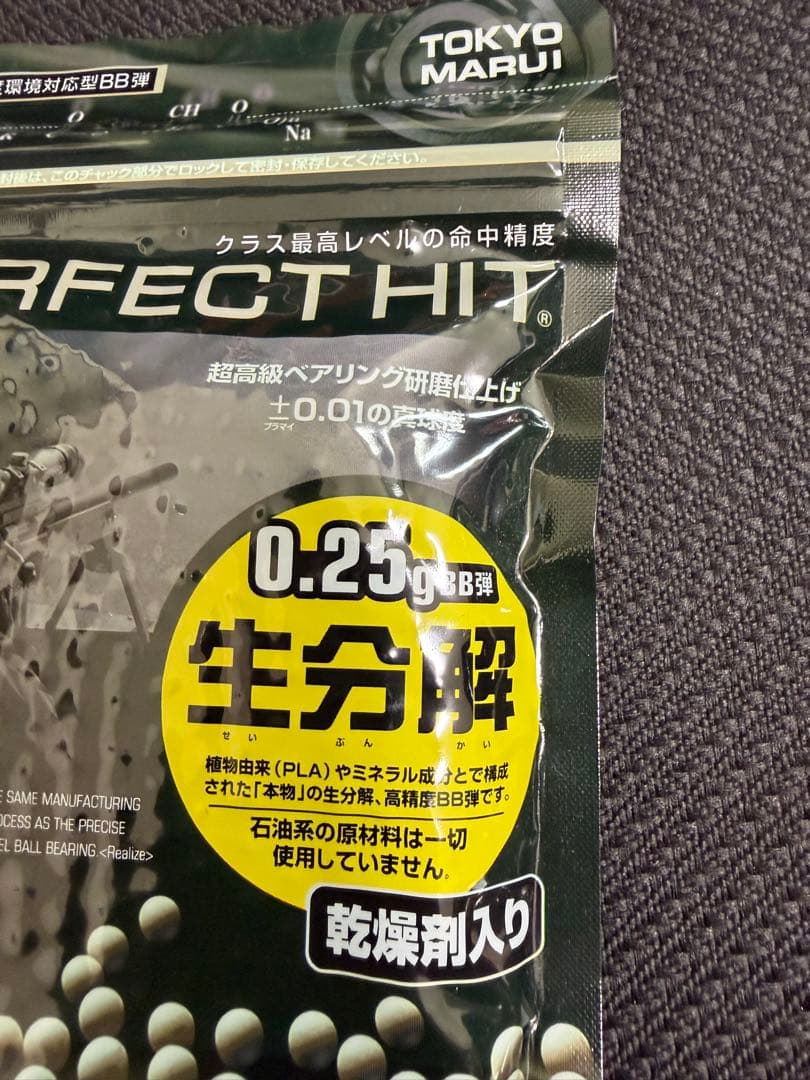 TOKYO
MARUI
環境対応型BB弾
O
CH
O
Na
封後は、このチャック部分でロックして密封・保存してください。
クラス最高レベルの命中精度
RFECT HIT®
超高級ベアリング研磨仕上げ
±0.01の真球度
プラマイ
0.25g BB弾
生分解
せい ぶん かい
植物由来(PLA)やミネラル成分とで構成
された「本物」の生分解、高精度BB弾です。
石油系の原材料は一切
使用していません。
乾燥剤入り
E SAME MANUFACTURING
OCESS AS THE PRECISE
EL BALL BEARING.<Realize>